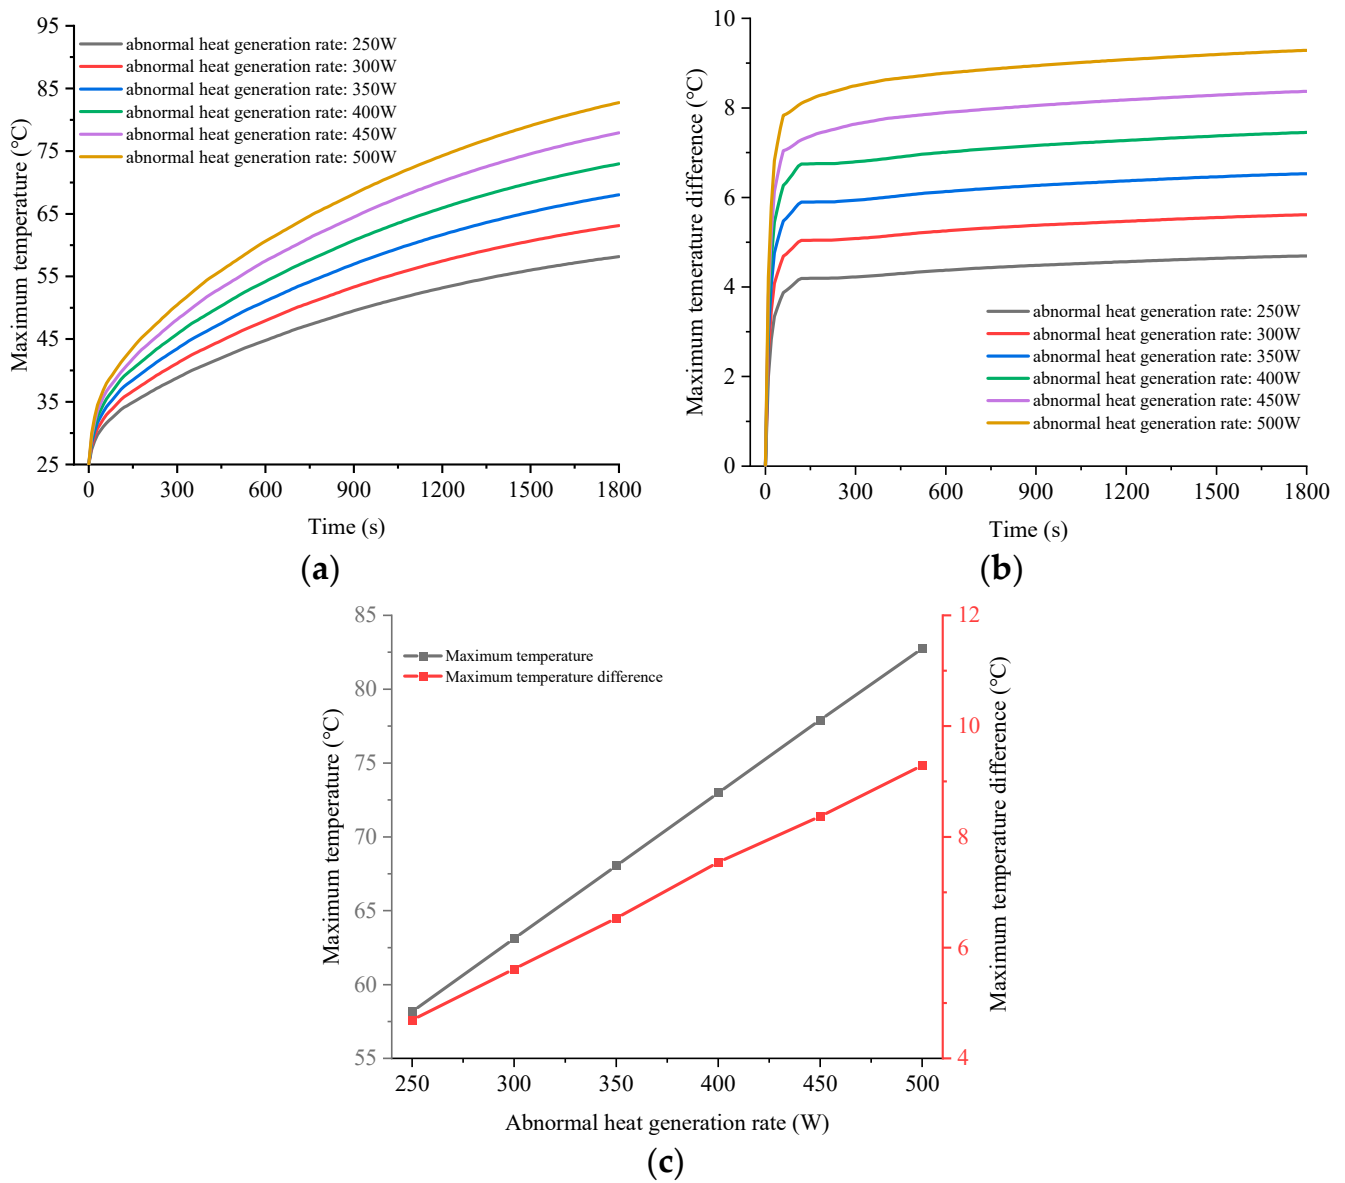 95
85
75
65
55
45
35
25
Maximum temperature (°C)
abnormal heat generation rate: 250W
abnormal heat generation rate: 300W
abnormal heat generation rate: 350W
abnormal heat generation rate: 400W
abnormal heat generation rate: 450W
abnormal heat generation rate: 500W
0 300 600 900 1200 1500 1800
Time (s)
(a)
10
8
6
4
2
0
Maximum temerature difference (°C)
abnormal heat generation rate: 250W
abnormal heat generation rate: 300W
abnormal heat generation rate: 350W
abnormal heat generation rate: 400W
abnormal heat generation rate: 450W
abnormal heat generation rate: 500W
0 300 600 900 1200 1500 1800
Time (s)
(b)
85
80
75
70
65
60
55
Maximum temperature (°C)
Maximum temperature
Maximum temperature difference
12
10
8
6
4
Maximum temperature difference (°C)
250 300 350 400 450 500
Abnormal heat generation rate (W)
(c)